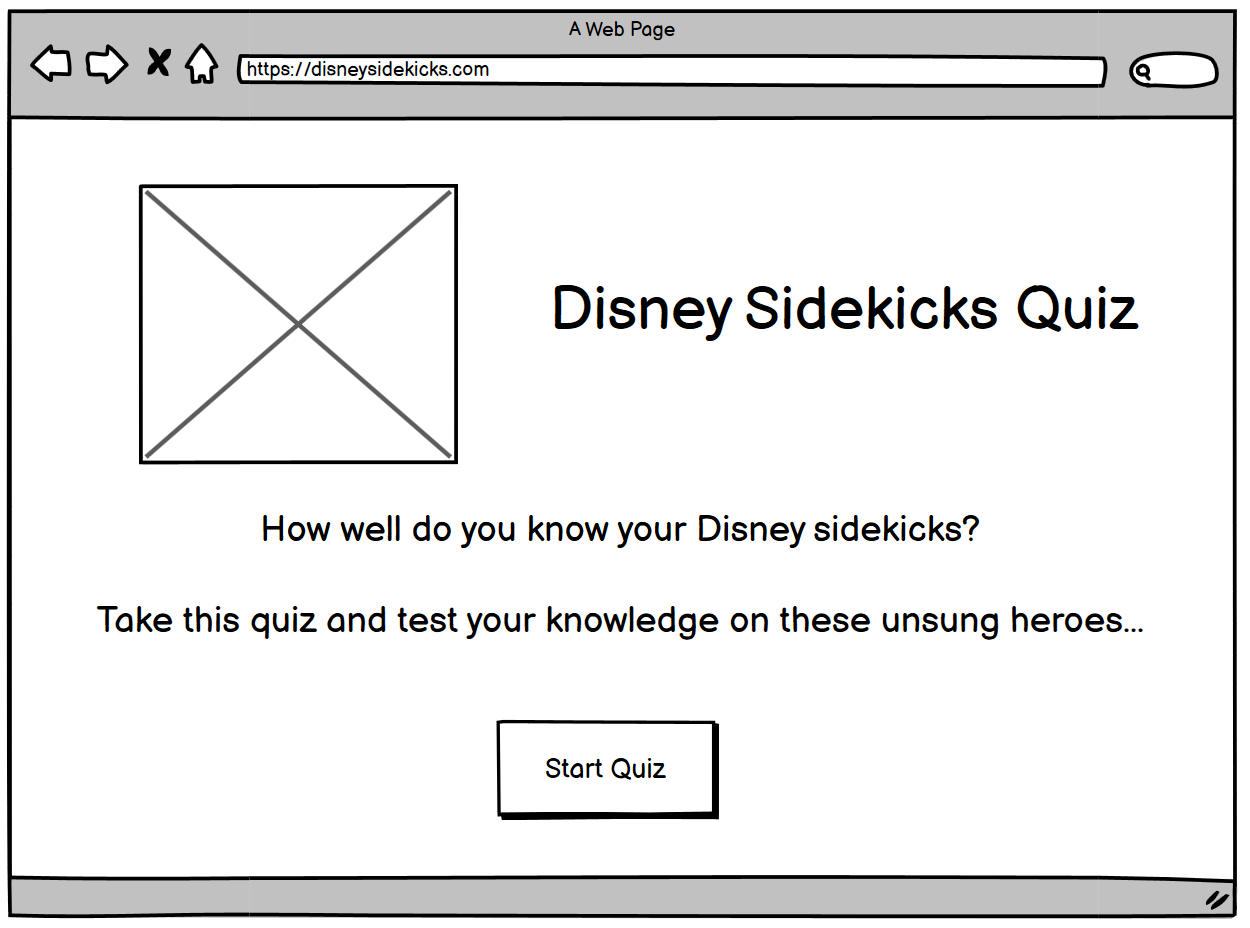 A Web Page
https://disneysidekicks.com
Disney Sidekicks Quiz
How well do you know your Disney sidekicks?
Take this quiz and test your knowledge on these unsung heroes...
Start Quiz